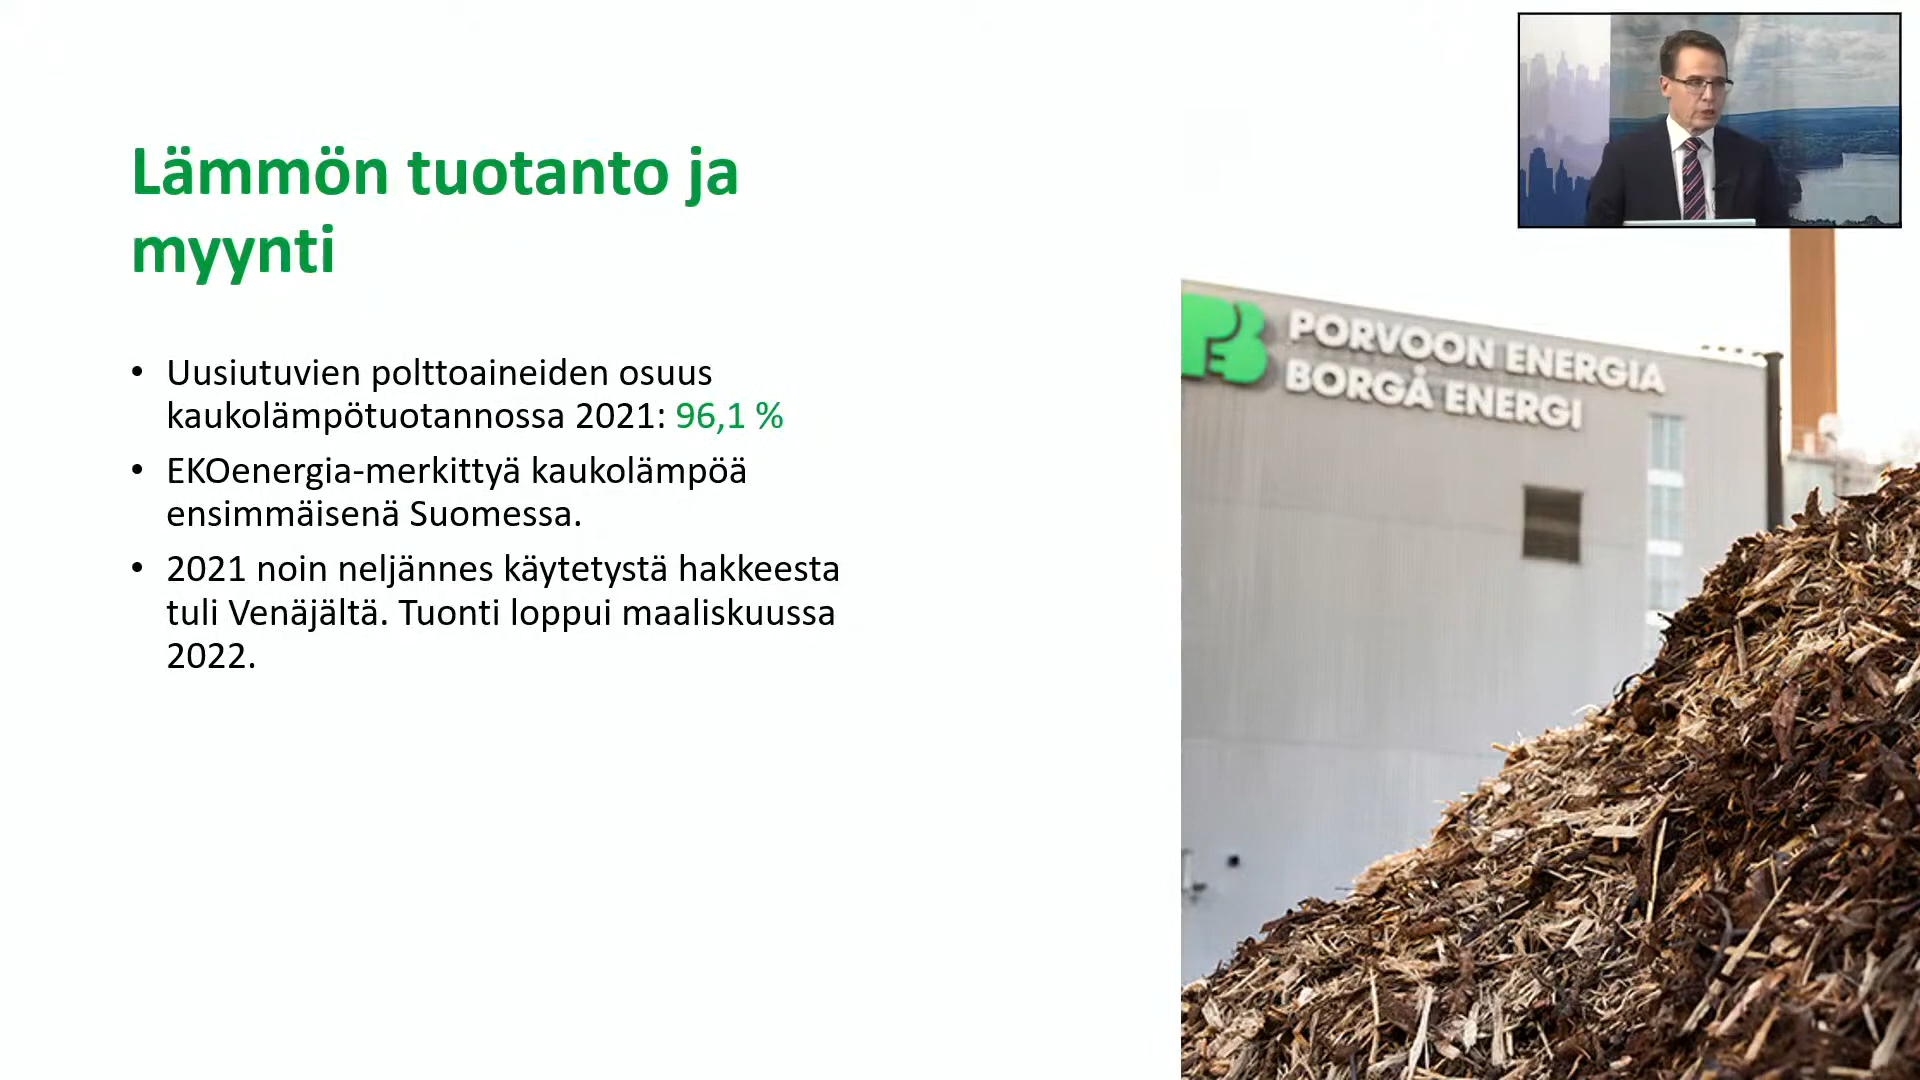 Lämmön tuotanto ja
myynti
• Uusiutuvien polttoaineiden osuus
kaukolämpötuotannossa 2021: 96,1 %
• EKOenergia-merkittyä kaukolämpöä
ensimmäisenä Suomessa.
• 2021 noin neljännes käytetystä hakkeesta
tuli Venäjältä. Tuonti loppui maaliskuussa
2022.
PORVOON ENERGIA
BORGÅ ENERGI